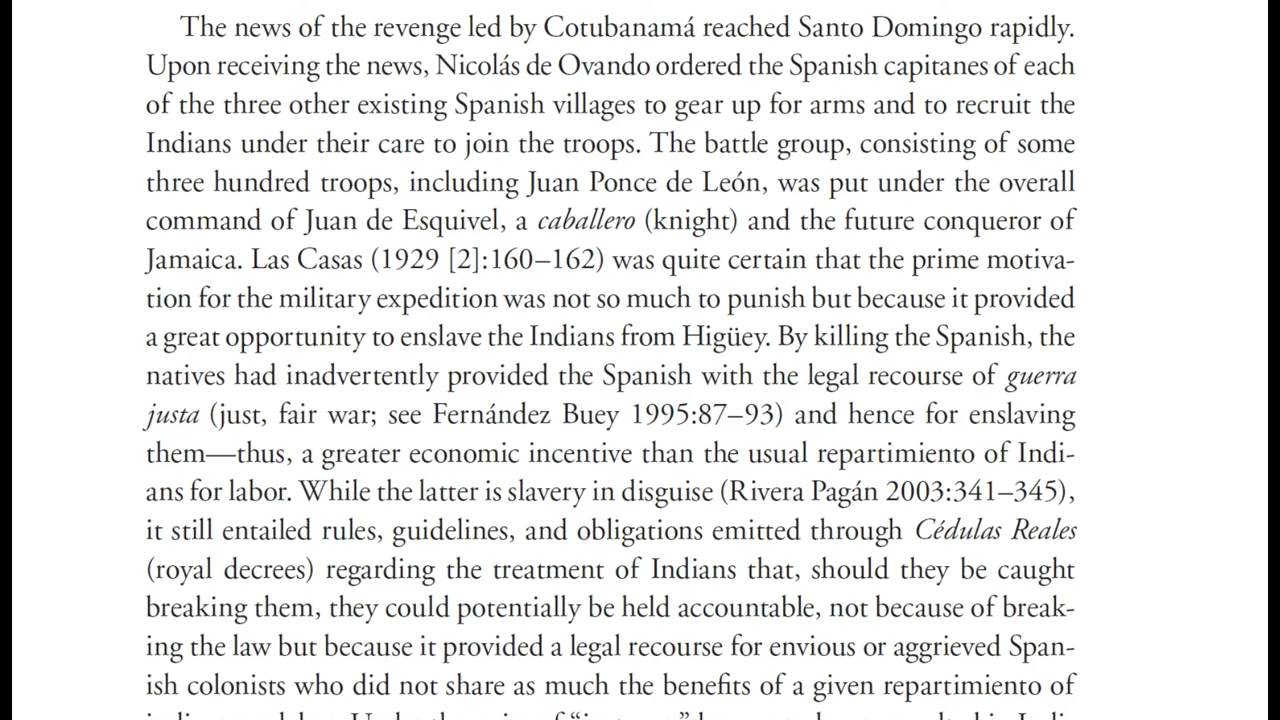 The news of the revenge led by Cotubanamá reached Santo Domingo rapidly.
Upon receiving the news, Nicolás de Ovando ordered the Spanish capitanes of each
of the three other existing Spanish villages to gear up for arms and to recruit the
Indians under their care to join the troops. The battle group, consisting of some
three hundred troops, including Juan Ponce de León, was put under the overall
command of Juan de Esquivel, a caballero (knight) and the future conqueror of
Jamaica. Las Casas (1929 [2]:160–162) was quite certain that the prime motiva-
tion for the military expedition was not so much to punish but because it provided
a great opportunity to enslave the Indians from Higüey. By killing the Spanish, the
natives had inadvertently provided the Spanish with the legal recourse of guerra
justa (just, fair war; see Fernández Buey 1995:87–93) and hence for enslaving
them—thus, a greater economic incentive than the usual repartimiento of Indi-
ans for labor. While the latter is slavery in disguise (Rivera Pagán 2003:341–345),
it still entailed rules, guidelines, and obligations emitted through Cédulas Reales
(royal decrees) regarding the treatment of Indians that, should they be caught
breaking them, they could potentially be held accountable, not because of break-
ing the law but because it provided a legal recourse for envious or aggrieved Span-
ish colonists who did not share as much the benefits of a given repartimiento of